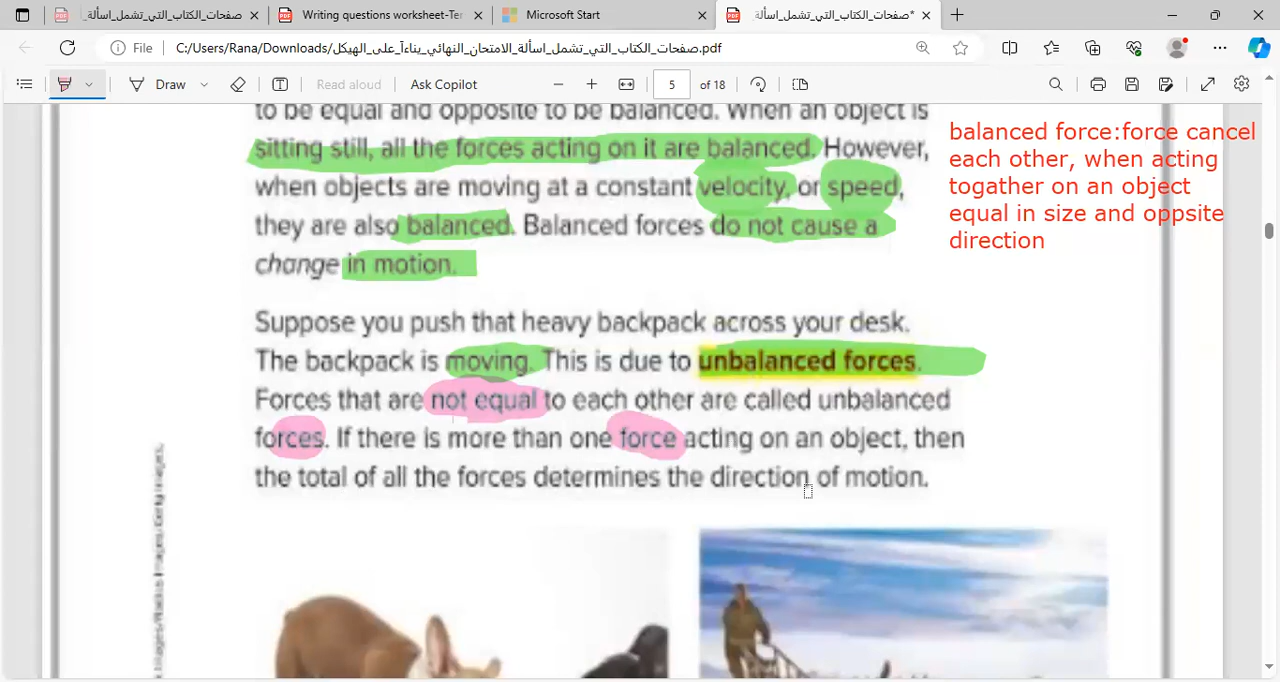 صفحات_الكتاب_التي_تشمل_اسألة_
Writing questions worksheet-Ter
Microsoft Start
*صفحات_الكتاب_التي_تشمل_اسألة
File
C:/Users/Rana/Downloads/صفحات_الكتاب_التي_تشمل_اسألة_الامتحان_النهائي_بناءاً_على_الهيكل.pdf
Draw
Read aloud
Ask Copilot
5
of 18
to be equal and opposite to be balanced. When an object is
sitting still, all the forces acting on it are balanced. However,
when objects are moving at a constant velocity, or speed,
they are also balanced. Balanced forces do not cause a
change in motion.
balanced force:force cancel
each other, when acting
togather on an object
equal in size and oppsite
direction
Suppose you push that heavy backpack across your desk.
The backpack is moving. This is due to unbalanced forces.
Forces that are not equal to each other are called unbalanced
forces. If there is more than one force acting on an object, then
the total of all the forces determines the direction of motion.